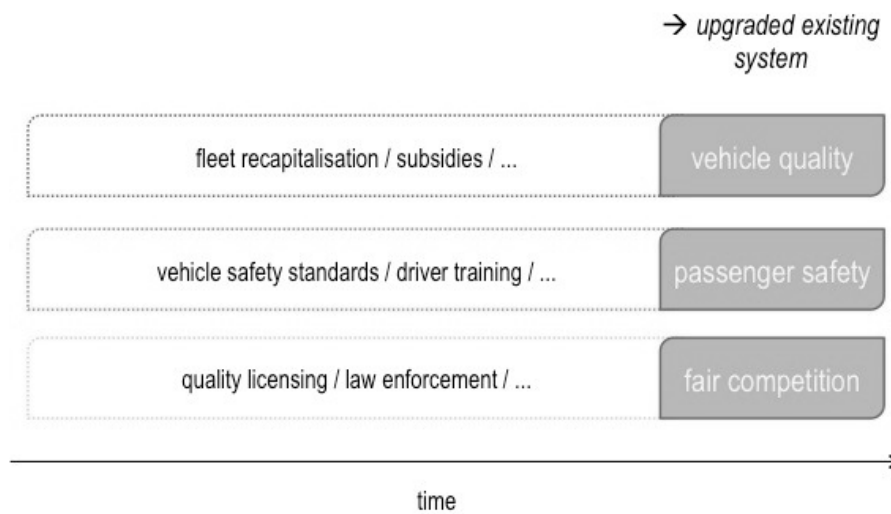 → upgraded existing
system
fleet recapitalisation / subsidies / ...
vehicle quality
vehicle safety standards / driver training / ...
passenger safety
quality licensing / law enforcement / ...
fair competition
time